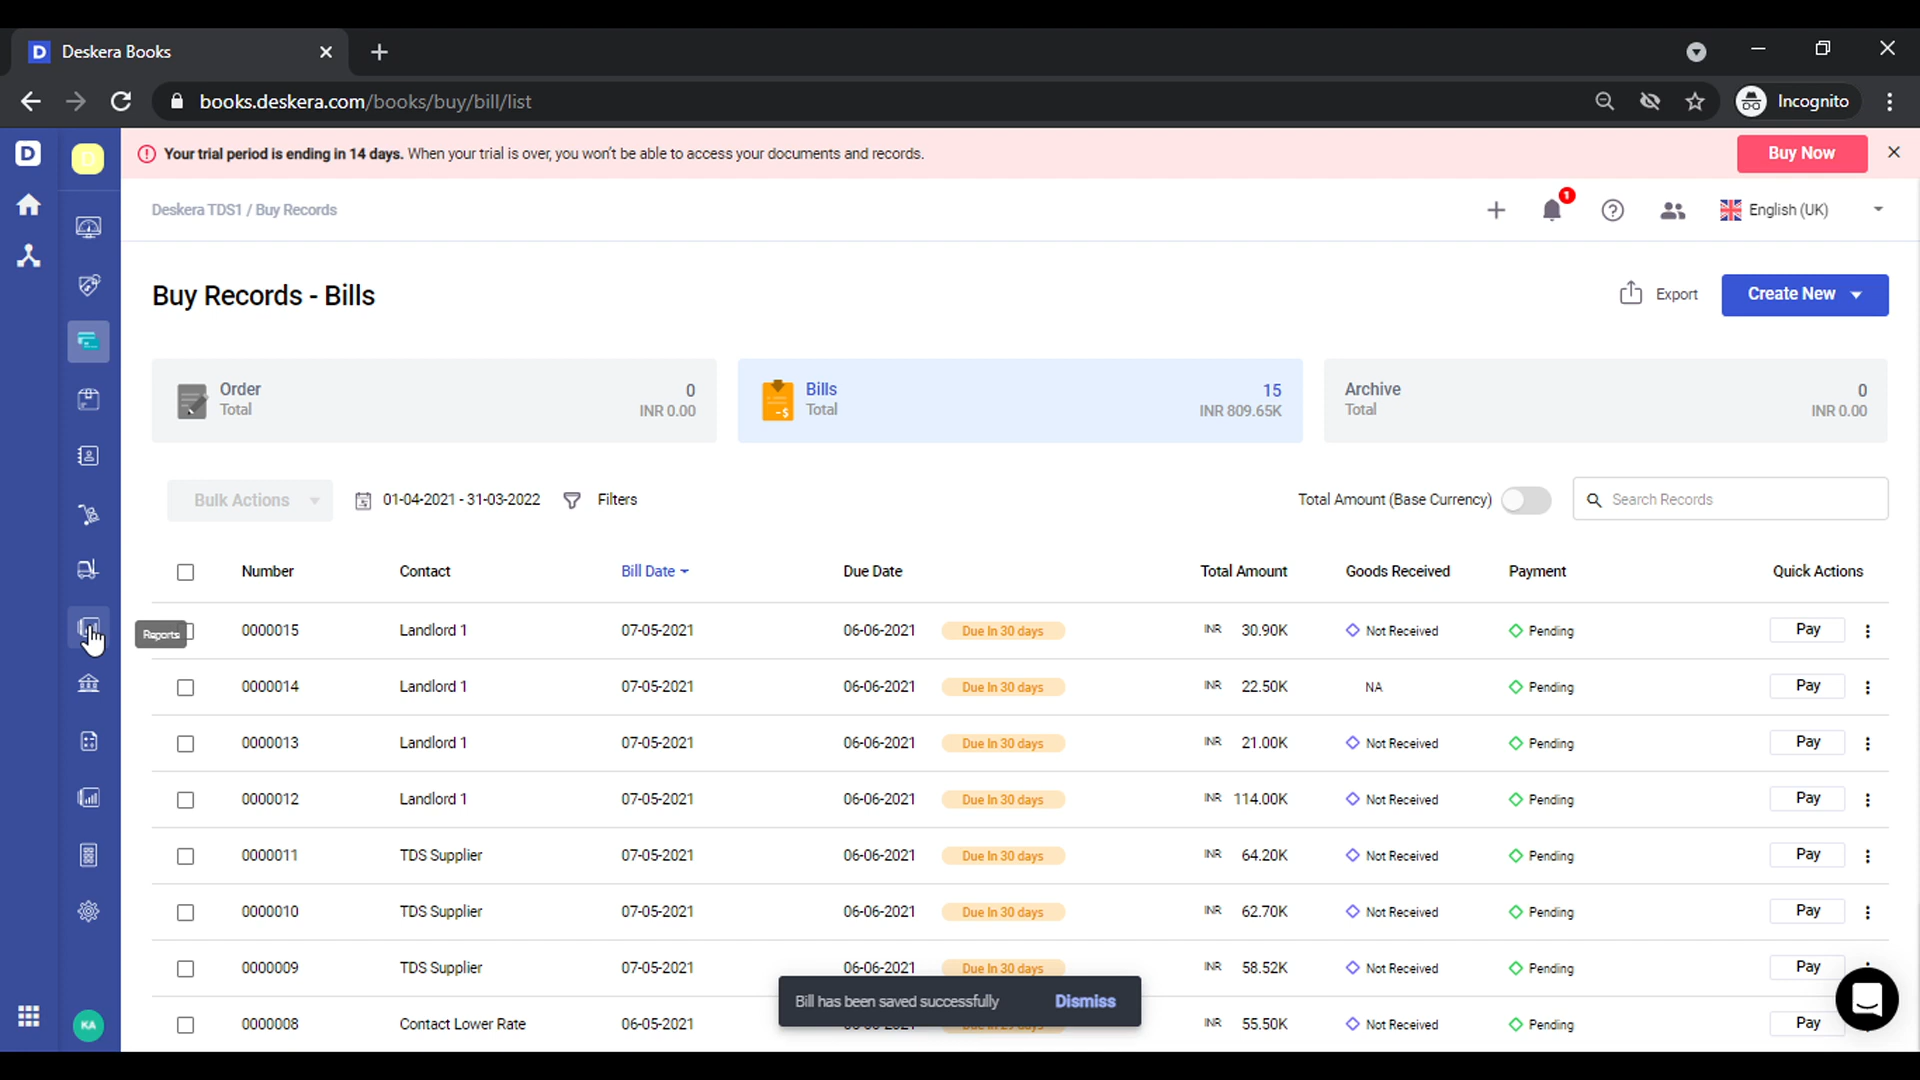 D Deskera Books
books.deskera.com/books/buy/bill/list
Incognito
D D
Your trial period is ending in 14 days. When your trial is over, you won't be able to access your documents and records.
Buy Now
Deskera TDS1 / Buy Records
1
English (UK)
Buy Records - Bills
Export
Create New
Order 0
Total INR 0.00
Bills 15
Total INR 809.65K
Archive 0
Total INR 0.00
Bulk Actions 01-04-2021 - 31-03-2022 Filters Total Amount (Base Currency) Search Records
Number Contact Bill Date Due Date Total Amount Goods Received Payment Quick Actions
Reports 0000015 Landlord 1 07-05-2021 06-06-2021 Due In 30 days INR 30.90K Not Received Pending Pay
0000014 Landlord 1 07-05-2021 06-06-2021 Due In 30 days INR 22.50K NA Pending Pay
0000013 Landlord 1 07-05-2021 06-06-2021 Due In 30 days INR 21.00K Not Received Pending Pay
0000012 Landlord 1 07-05-2021 06-06-2021 Due In 30 days INR 114.00K Not Received Pending Pay
0000011 TDS Supplier 07-05-2021 06-06-2021 Due In 30 days INR 64.20K Not Received Pending Pay
0000010 TDS Supplier 07-05-2021 06-06-2021 Due In 30 days INR 62.70K Not Received Pending Pay
0000009 TDS Supplier 07-05-2021 06-06-2021 Due In 30 days INR 58.52K Not Received Pending Pay
Bill has been saved successfully Dismiss
KA
0000008 Contact Lower Rate 06-05-2021 INR 55.50K Not Received Pending Pay